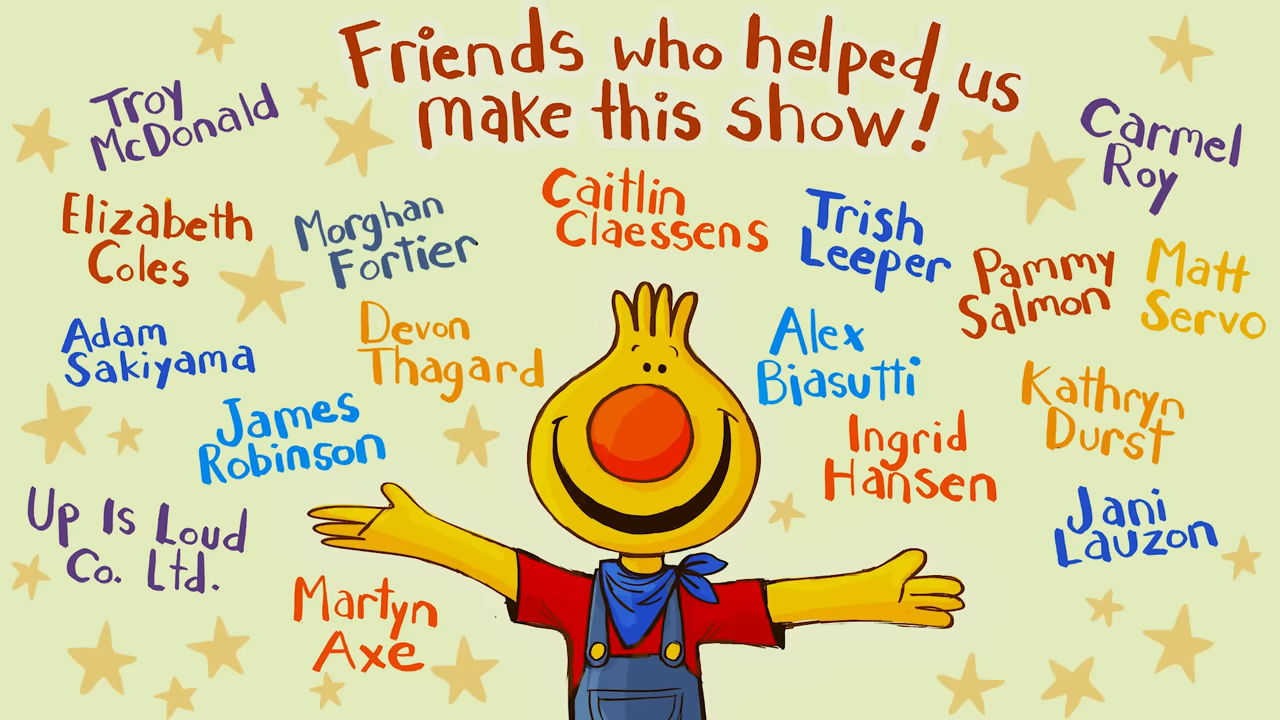 Friends who helped us
make this show!
Troy
McDonald
Carmel
Roy
Elizabeth
Coles
Morghan
Fortier
Caitlin
Claessens
Trish
Leeper
Pammy
Salmon
Matt
Servo
Adam
Sakiyama
Devon
Thagard
Alex
Biasutti
Kathryn
Durst
James
Robinson
Ingrid
Hansen
Up Is Loud
Co. Ltd.
Jani
Lauzon
Martyn
Axe